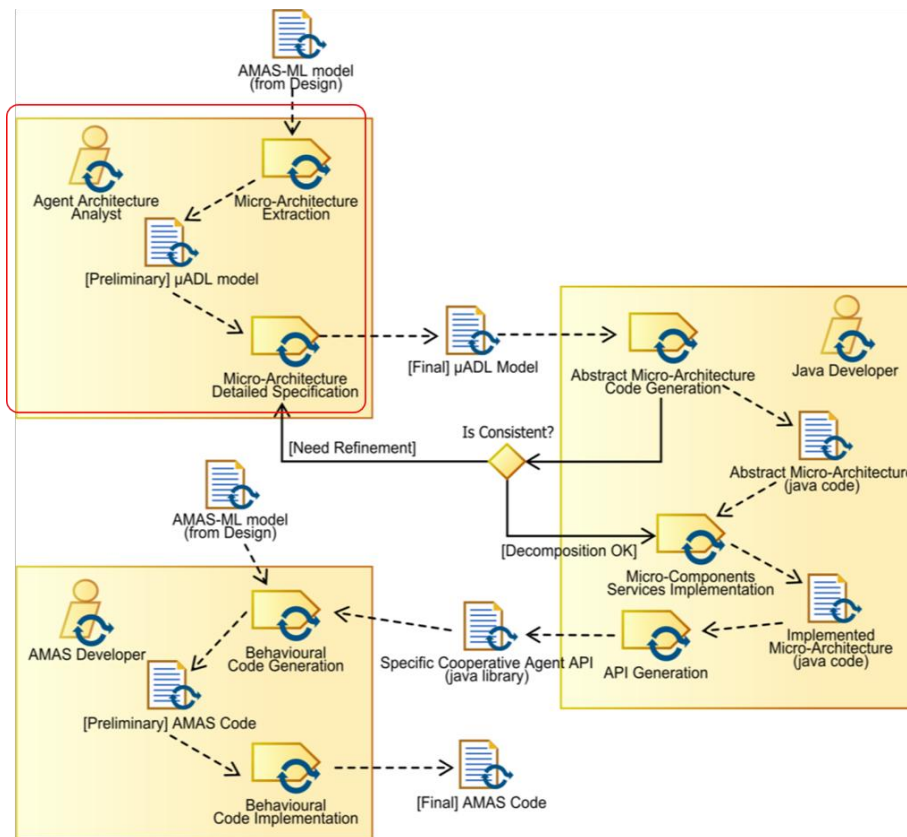 AMAS-ML model
(from Design)
Agent Architecture
Analyst
Micro-Architecture
Extraction
[Preliminary] μADL model
Micro-Architecture
Detailed Specification
[Final] μADL Model
Abstract Micro-Architecture
Code Generation
Java Developer
Is Consistent?
[Need Refinement]
Abstract Micro-Architecture
(java code)
AMAS-ML model
(from Design)
[Decomposition OK]
Micro-Components
Services Implementation
AMAS Developer
Behavioural
Code Generation
Specific Cooperative Agent API
(java library)
API Generation
Implemented
Micro-Architecture
(java code)
[Preliminary] AMAS Code
Behavioural
Code Implementation
[Final] AMAS Code